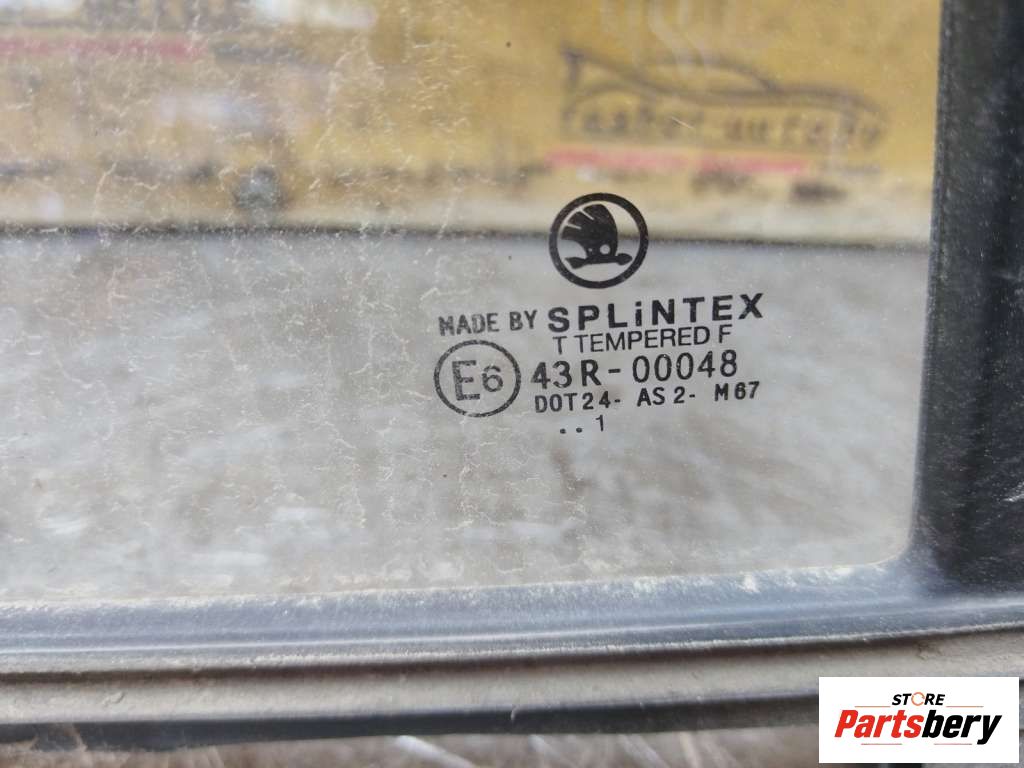 MADE BY SPLiNTEX
T TEMPERED F
E6 43R-00048
DOT24- AS2- M67
..1
STORE
Partsbery